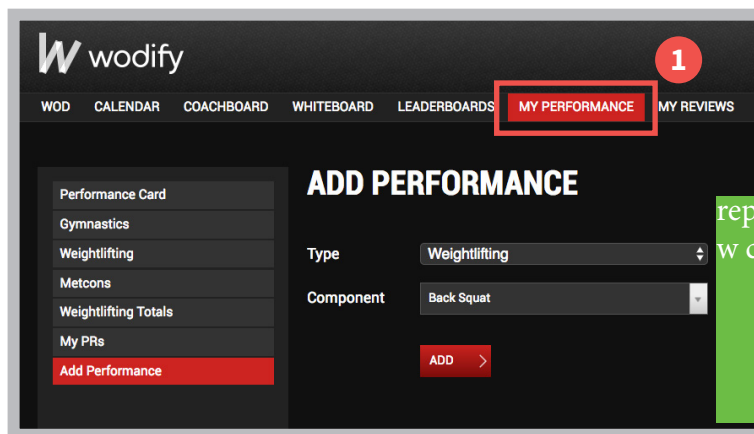 wodify
1
WOD CALENDAR COACHBOARD WHITEBOARD LEADERBOARDS MY PERFORMANCE MY REVIEWS
Performance Card
Gymnastics
Weightlifting
Metcons
Weightlifting Totals
My PRs
Add Performance
ADD PERFORMANCE
Type Weightlifting
Component Back Squat
ADD